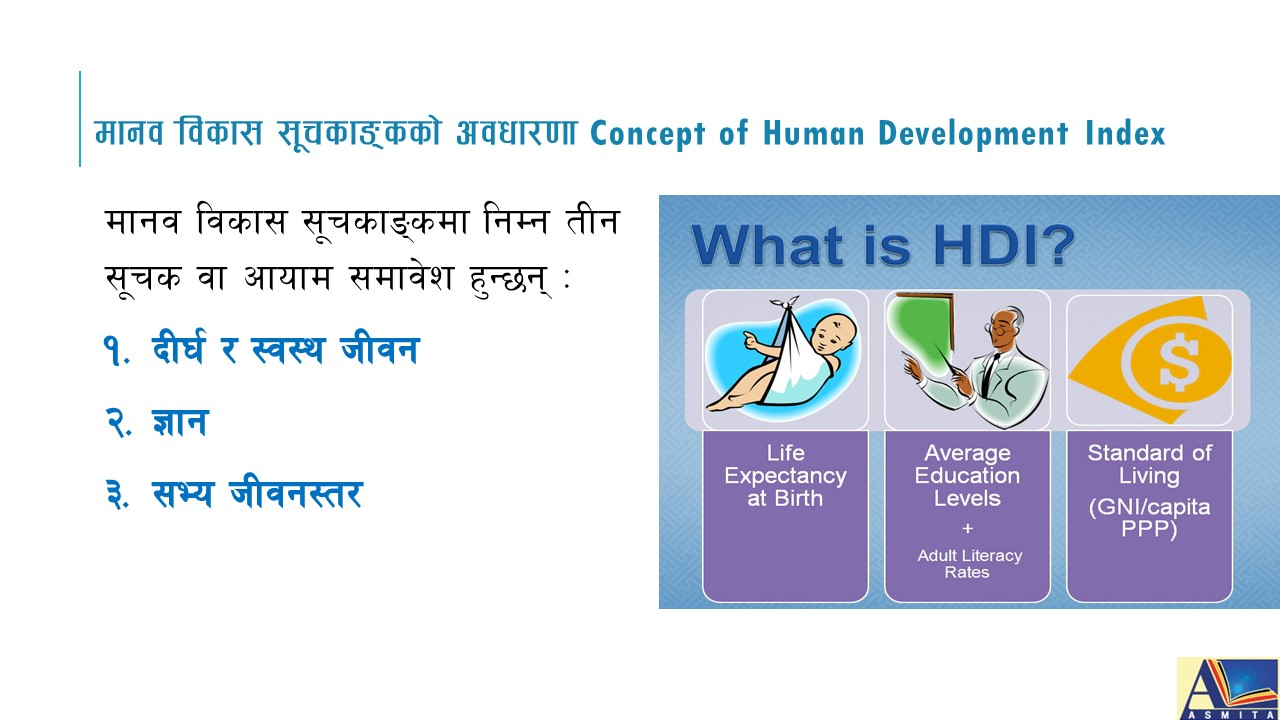 मानव विकास सूचकाङ्कको अवधारणा Concept of Human Development Index
मानव विकास सूचकाङ्कमा निम्न तीन
सूचक वा आयाम समावेश हुन्छन् :
१. दीर्घ र स्वस्थ जीवन
२. ज्ञान
३. सभ्य जीवनस्तर
What is HDI?
Life
Expectancy
at Birth
Average
Education
Levels
+
Adult Literacy
Rates
Standard of
Living
(GNI/capita
PPP)
$
ASMITA